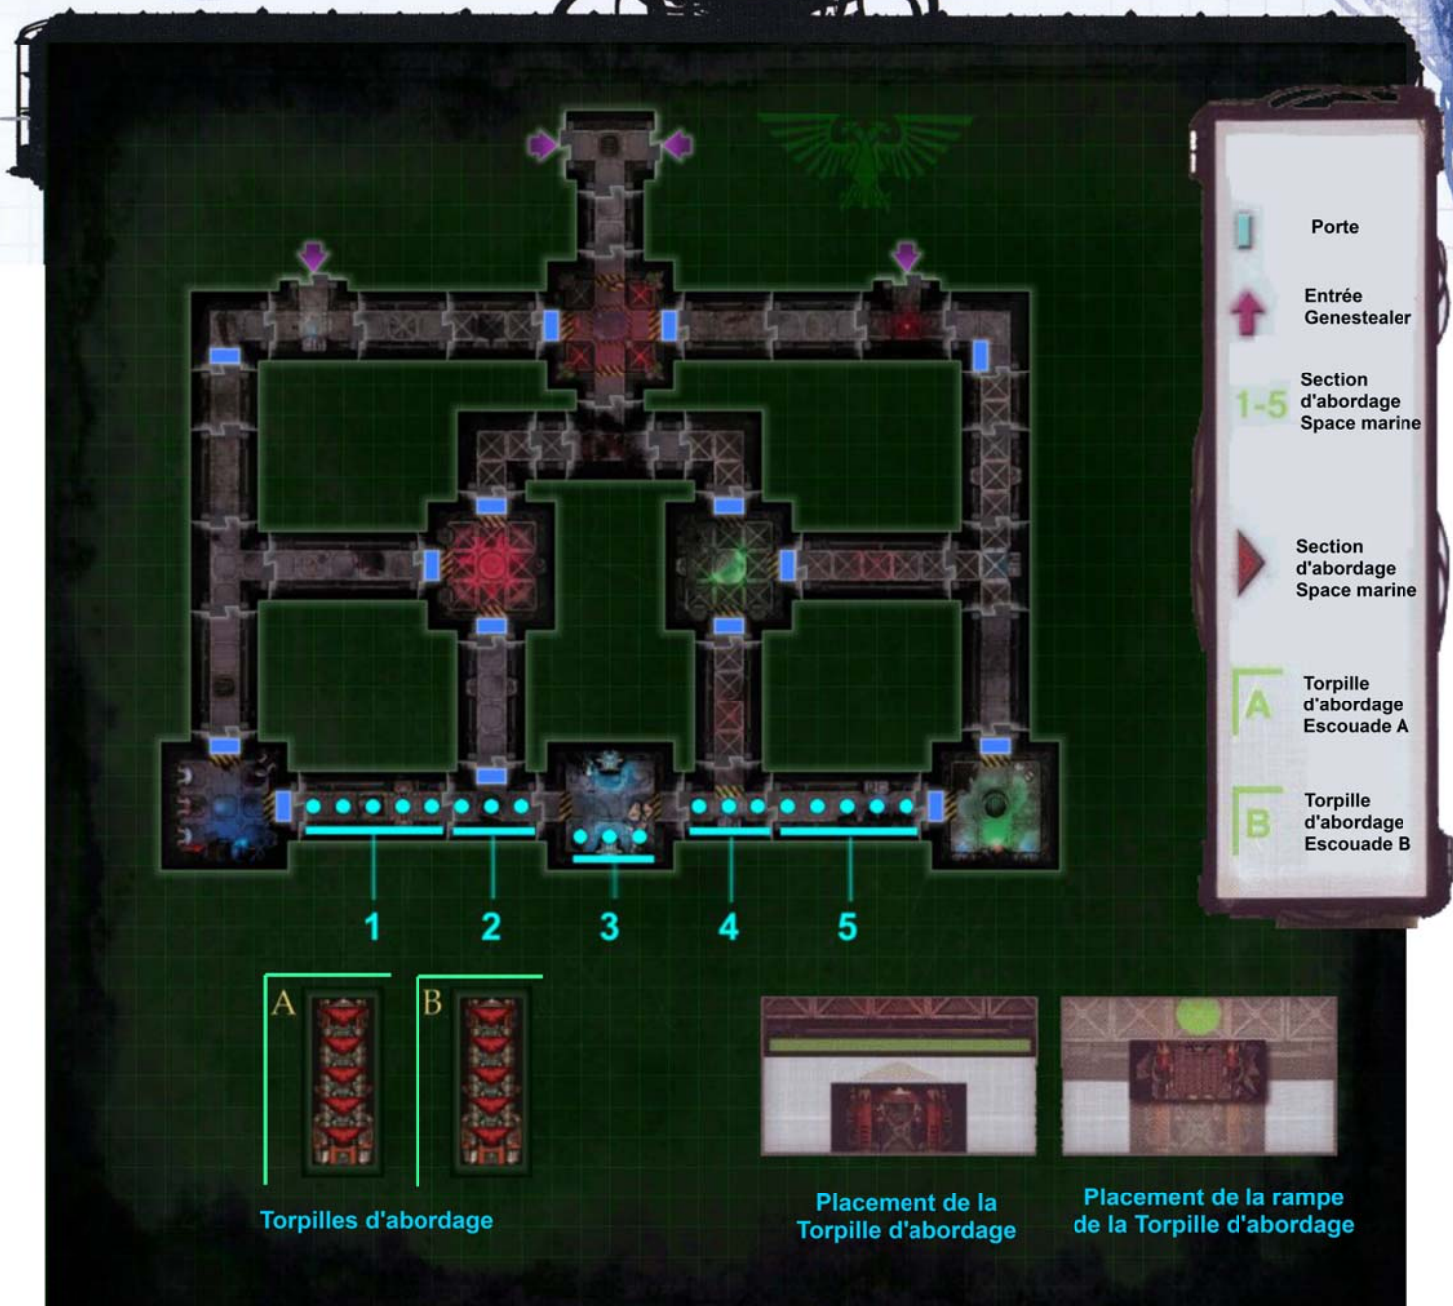 Porte
Entrée
Genestealer
1-5
Section
d'abordage
Space marine
Section
d'abordage
Space marine
A
Torpille
d'abordage
Escouade A
B
Torpille
d'abordage
Escouade B
1
2
3
4
5
A
B
Torpilles d'abordage
Placement de la
Torpille d'abordage
Placement de la rampe
de la Torpille d'abordage